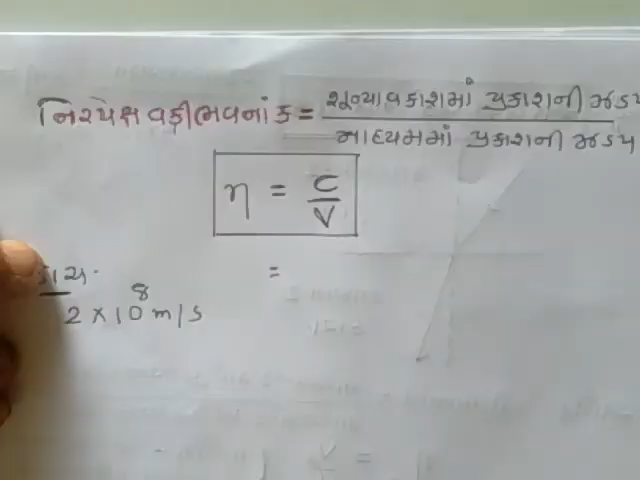 નિરપેક્ષ વક્રીભવનાંક = શૂન્યાવકાશમાં પ્રકાશની ઝડપ
માધ્યમમાં પ્રકાશની ઝડપ
η = C
V
કાચ. =
2 × 10⁸ m/s